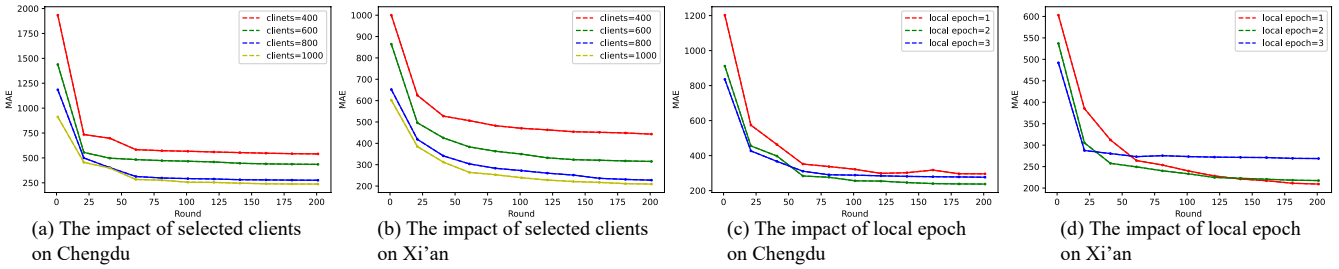 2000
1750
1500
1250
1000
750
500
250
MAE
0 25 50 75 100 125 150 175 200
Round
clinets=400
clients=600
clients=800
clients=1000
(a) The impact of selected clients
on Chengdu
1000
900
800
700
600
500
400
300
200
MAE
0 25 50 75 100 125 150 175 200
Round
clinets=400
clients=600
clients=800
clients=1000
(b) The impact of selected clients
on Xi’an
1200
1000
800
600
400
200
MAE
0 25 50 75 100 125 150 175 200
Round
local epoch=1
local epoch=2
local epoch=3
(c) The impact of local epoch
on Chengdu
600
550
500
450
400
350
300
250
200
MAE
0 25 50 75 100 125 150 175 200
Round
local epoch=1
local epoch=2
local epoch=3
(d) The impact of local epoch
on Xi’an